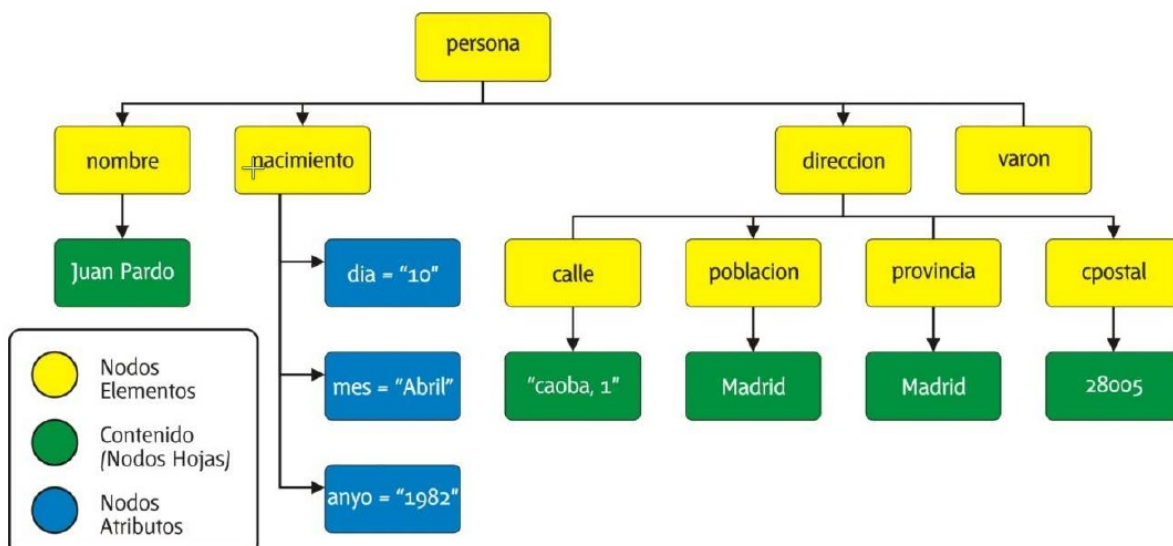 persona
nombre
nacimiento
direccion
varon
Juan Pardo
dia = "10"
calle
poblacion
provincia
cpostal
mes = "Abril"
"caoba, 1"
Madrid
Madrid
28005
anyo = "1982"
Nodos
Elementos
Contenido
(Nodos Hojas)
Nodos
Atributos